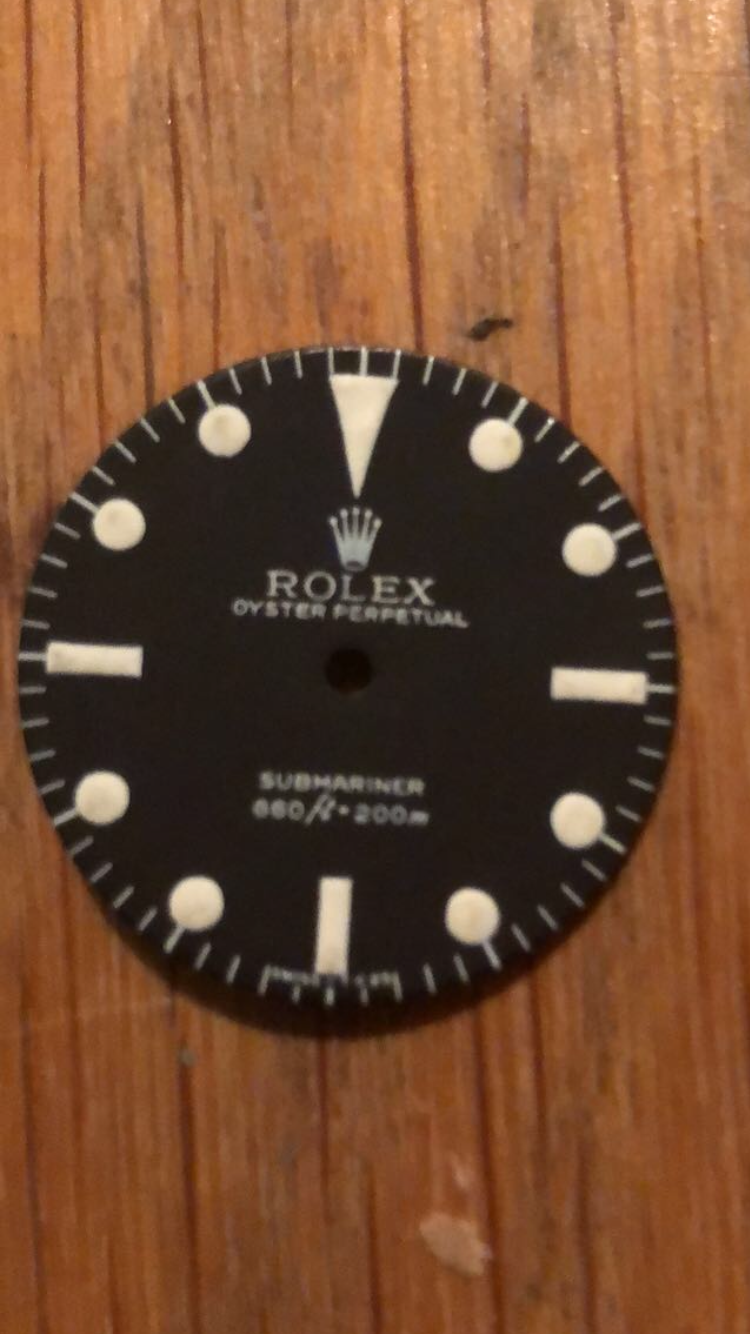 ROLEX
OYSTER PERPETUAL
SUBMARINER
660ft·200m